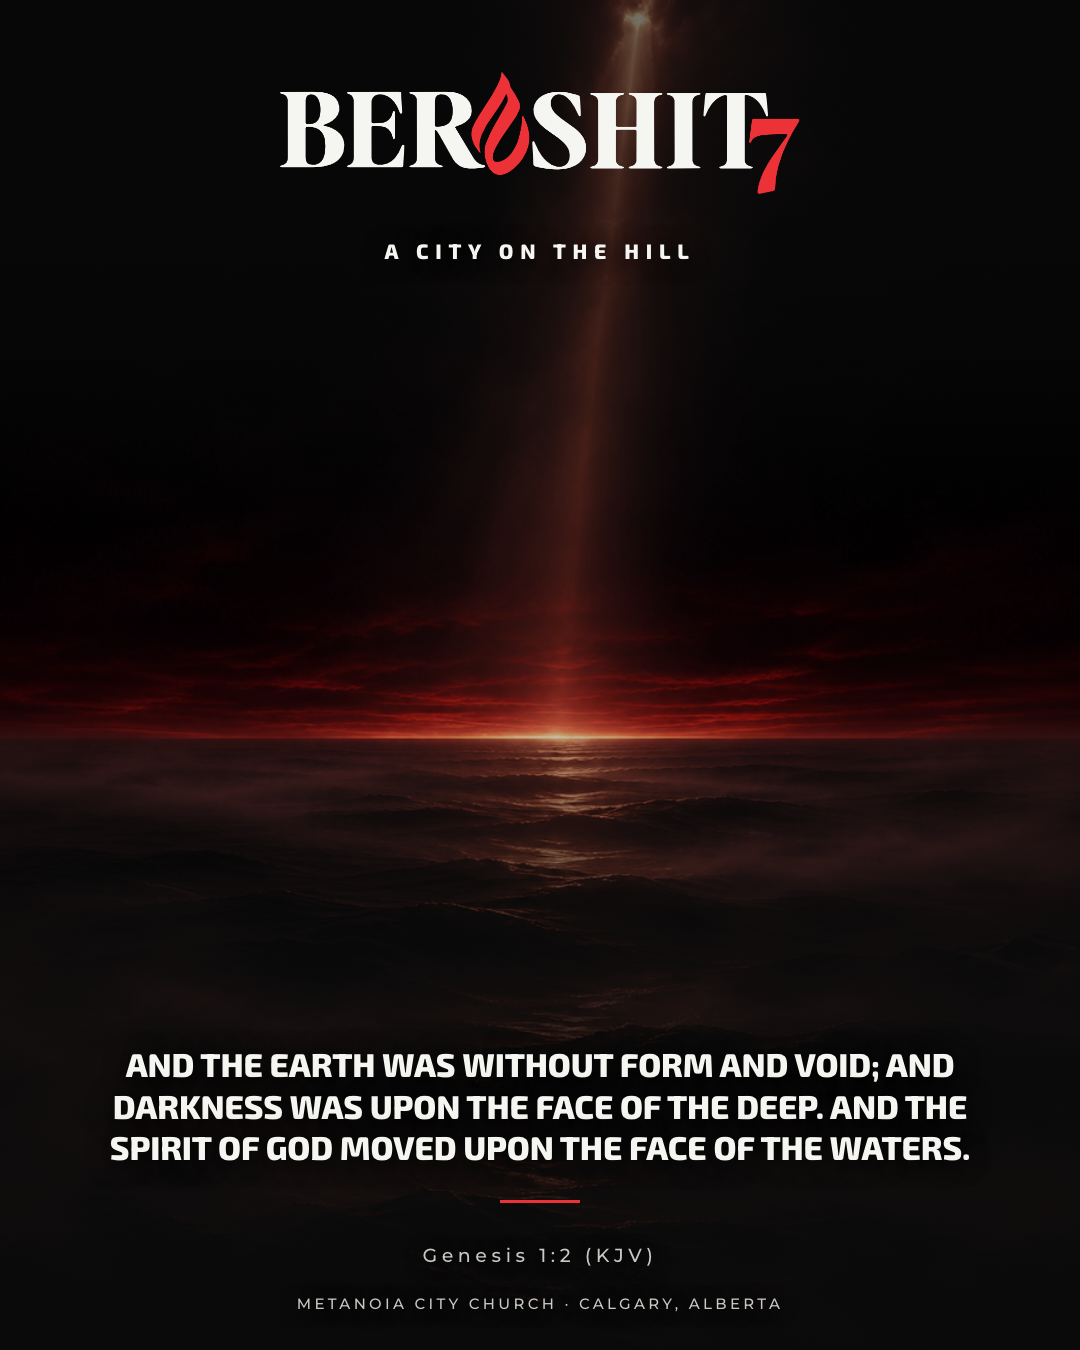 BERESHIT7
A CITY ON THE HILL
AND THE EARTH WAS WITHOUT FORM AND VOID; AND
DARKNESS WAS UPON THE FACE OF THE DEEP. AND THE
SPIRIT OF GOD MOVED UPON THE FACE OF THE WATERS.
Genesis 1:2 (KJV)
METANOIA CITY CHURCH · CALGARY, ALBERTA